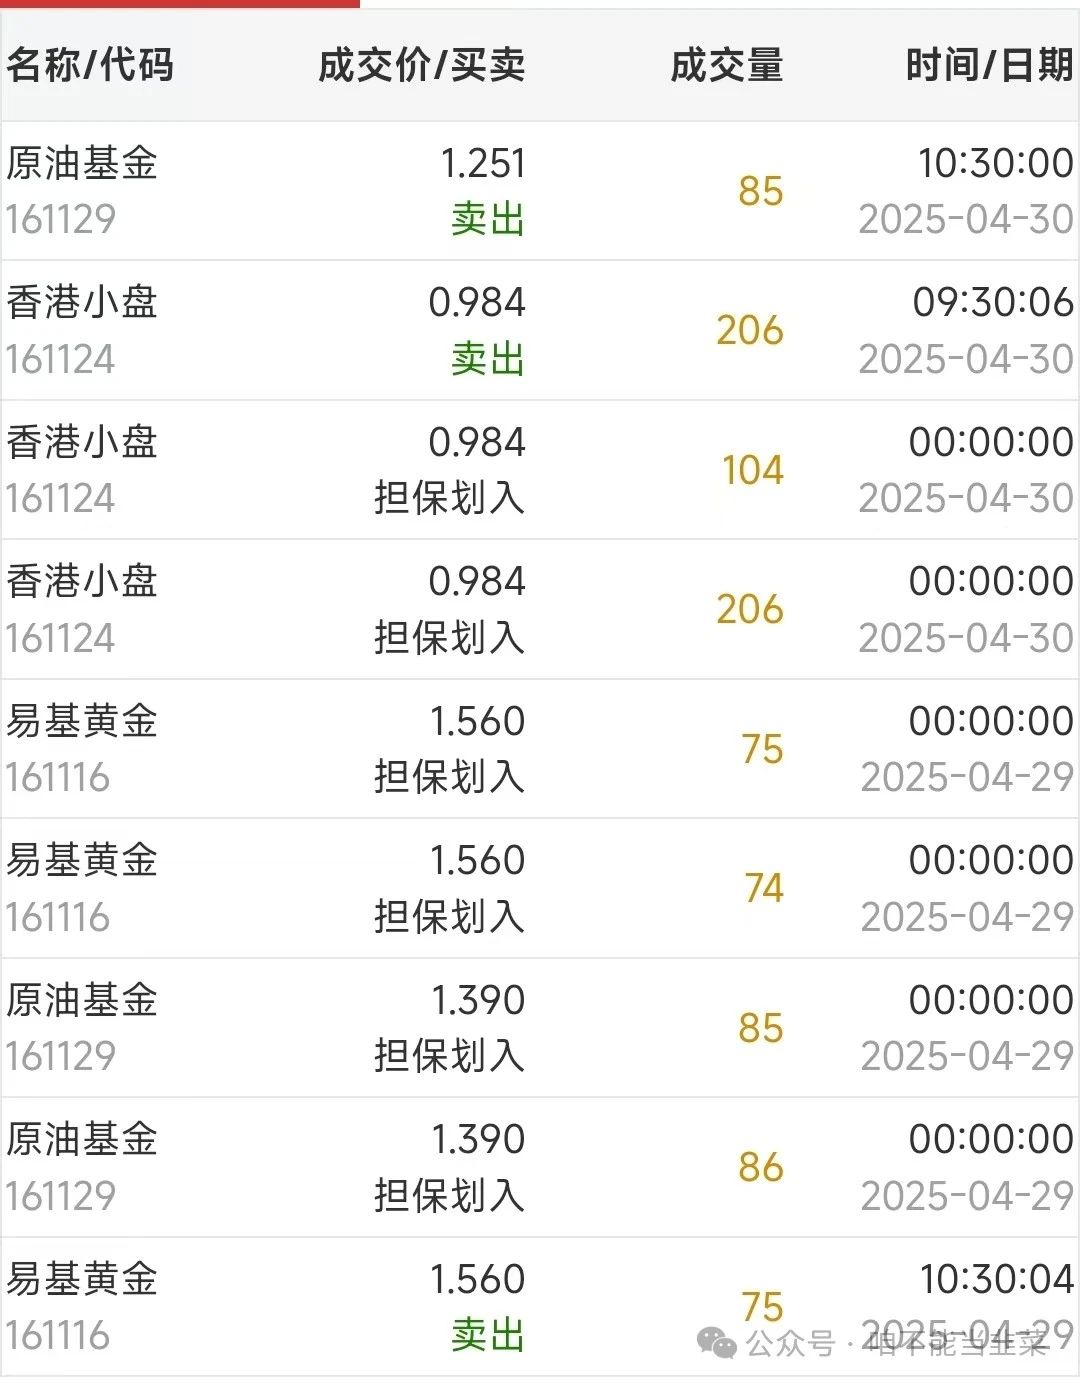 名称/代码 成交价/买卖 成交量 时间/日期
原油基金 1.251 85 10:30:00
161129 卖出 2025-04-30
香港小盘 0.984 206 09:30:06
161124 卖出 2025-04-30
香港小盘 0.984 104 00:00:00
161124 担保划入 2025-04-30
香港小盘 0.984 206 00:00:00
161124 担保划入 2025-04-30
易基黄金 1.560 75 00:00:00
161116 担保划入 2025-04-29
易基黄金 1.560 74 00:00:00
161116 担保划入 2025-04-29
原油基金 1.390 85 00:00:00
161129 担保划入 2025-04-29
原油基金 1.390 86 00:00:00
161129 担保划入 2025-04-29
易基黄金 1.560 75 10:30:04
161116 卖出 2025-04-29
公众号·咱不能当韭菜